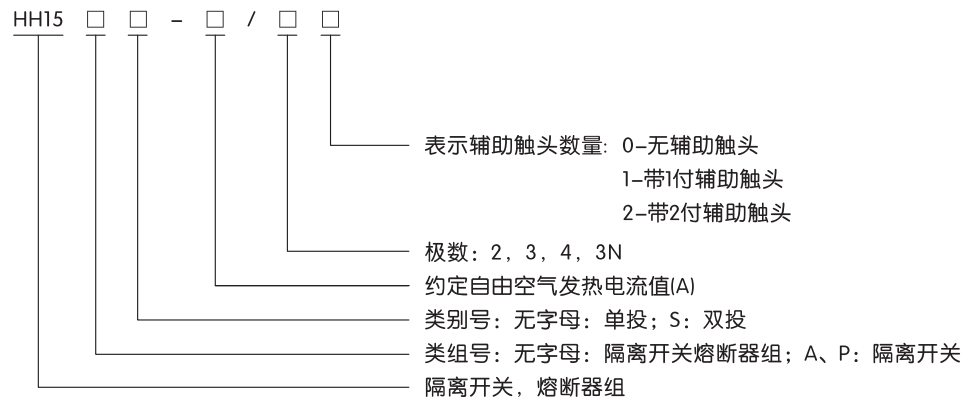 HH15 □ □ - □ / □ □
表示辅助触头数量: 0-无辅助触头
1-带1付辅助触头
2-带2付辅助触头
极数: 2, 3, 4, 3N
约定自由空气发热电流值(A)
类别号: 无字母: 单投; S: 双投
类组号: 无字母: 隔离开关熔断器组; A、P: 隔离开关
隔离开关, 熔断器组